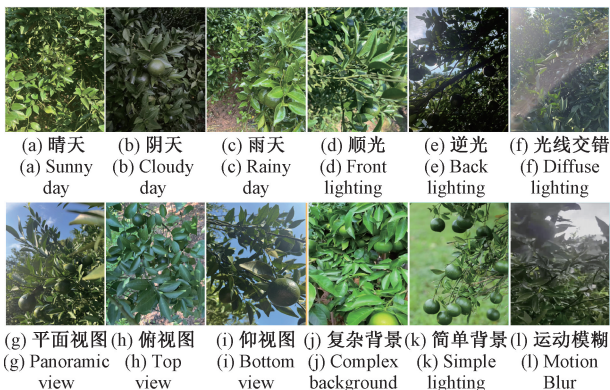 (a) 晴天 (b) 阴天 (c) 雨天 (d) 顺光 (e) 逆光 (f) 光线交错
(a) Sunny (b) Cloudy (c) Rainy (d) Front (e) Back (f) Diffuse
day day day lighting lighting lighting
(g) 平面视图 (h) 俯视图 (i) 仰视图 (j) 复杂背景 (k) 简单背景 (l) 运动模糊
(g) Panoramic (h) Top (i) Bottom (j) Complex (k) Simple (l) Motion
view view view background lighting Blur